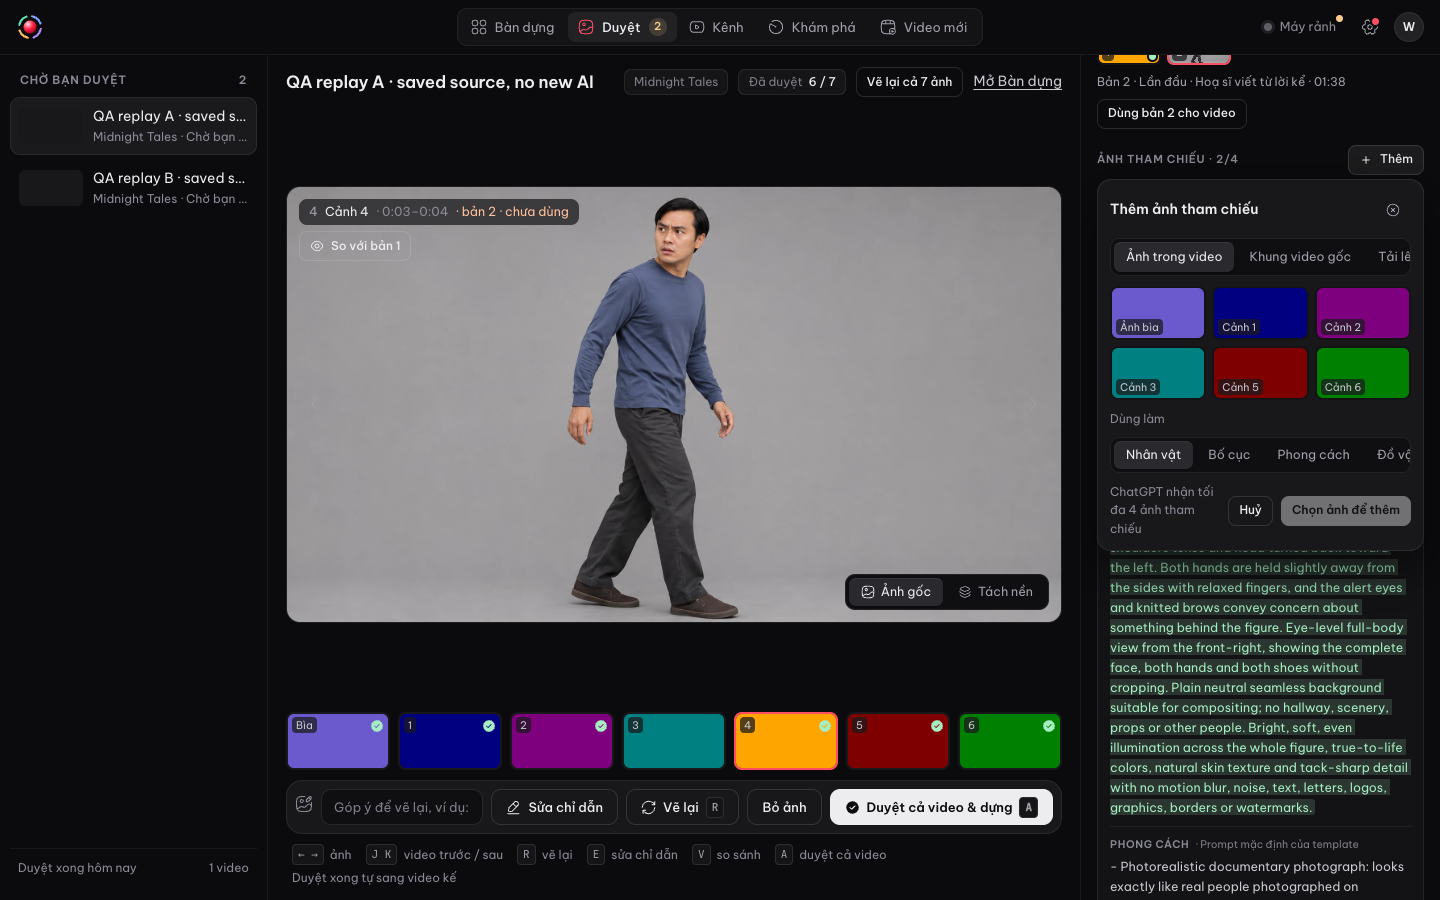 Bàn dựng
Duyệt 2
Kênh
Khám phá
Video mới
Máy rảnh
W
CHỜ BẠN DUYỆT 2
QA replay A · saved s...
Midnight Tales · Chờ bạn ...
QA replay B · saved s...
Midnight Tales · Chờ bạn ...
Duyệt xong hôm nay 1 video
QA replay A · saved source, no new AI
Midnight Tales
Đã duyệt 6 / 7
Vẽ lại cả 7 ảnh
Mở Bàn dựng
4 Cảnh 4 · 0:03–0:04 · bản 2 · chưa dùng
So với bản 1
Ảnh gốc
Tách nền
Bìa
1
2
3
4
5
6
Góp ý để vẽ lại, ví dụ:
Sửa chỉ dẫn
Vẽ lại R
Bỏ ảnh
Duyệt cả video & dựng A
← → ảnh
J K video trước / sau
R vẽ lại
E sửa chỉ dẫn
V so sánh
A duyệt cả video
Duyệt xong tự sang video kế
Bản 2 · Lần đầu · Hoạ sĩ viết từ lời kể · 01:38
Dùng bản 2 cho video
ẢNH THAM CHIẾU · 2/4
Thêm
Thêm ảnh tham chiếu
Ảnh trong video
Khung video gốc
Tải lê
Ảnh bìa
Cảnh 1
Cảnh 2
Cảnh 3
Cảnh 5
Cảnh 6
Dùng làm
Nhân vật
Bố cục
Phong cách
Đồ vậ
ChatGPT nhận tối
đa 4 ảnh tham
chiếu
Huỷ
Chọn ảnh để thêm
the left. Both hands are held slightly away from
the sides with relaxed fingers, and the alert eyes
and knitted brows convey concern about
something behind the figure. Eye-level full-body
view from the front-right, showing the complete
face, both hands and both shoes without
cropping. Plain neutral seamless background
suitable for compositing; no hallway, scenery,
props or other people. Bright, soft, even
illumination across the whole figure, true-to-life
colors, natural skin texture and tack-sharp detail
with no motion blur, noise, text, letters, logos,
graphics, borders or watermarks.
PHONG CÁCH · Prompt mặc định của template
- Photorealistic documentary photograph: looks
exactly like real people photographed on